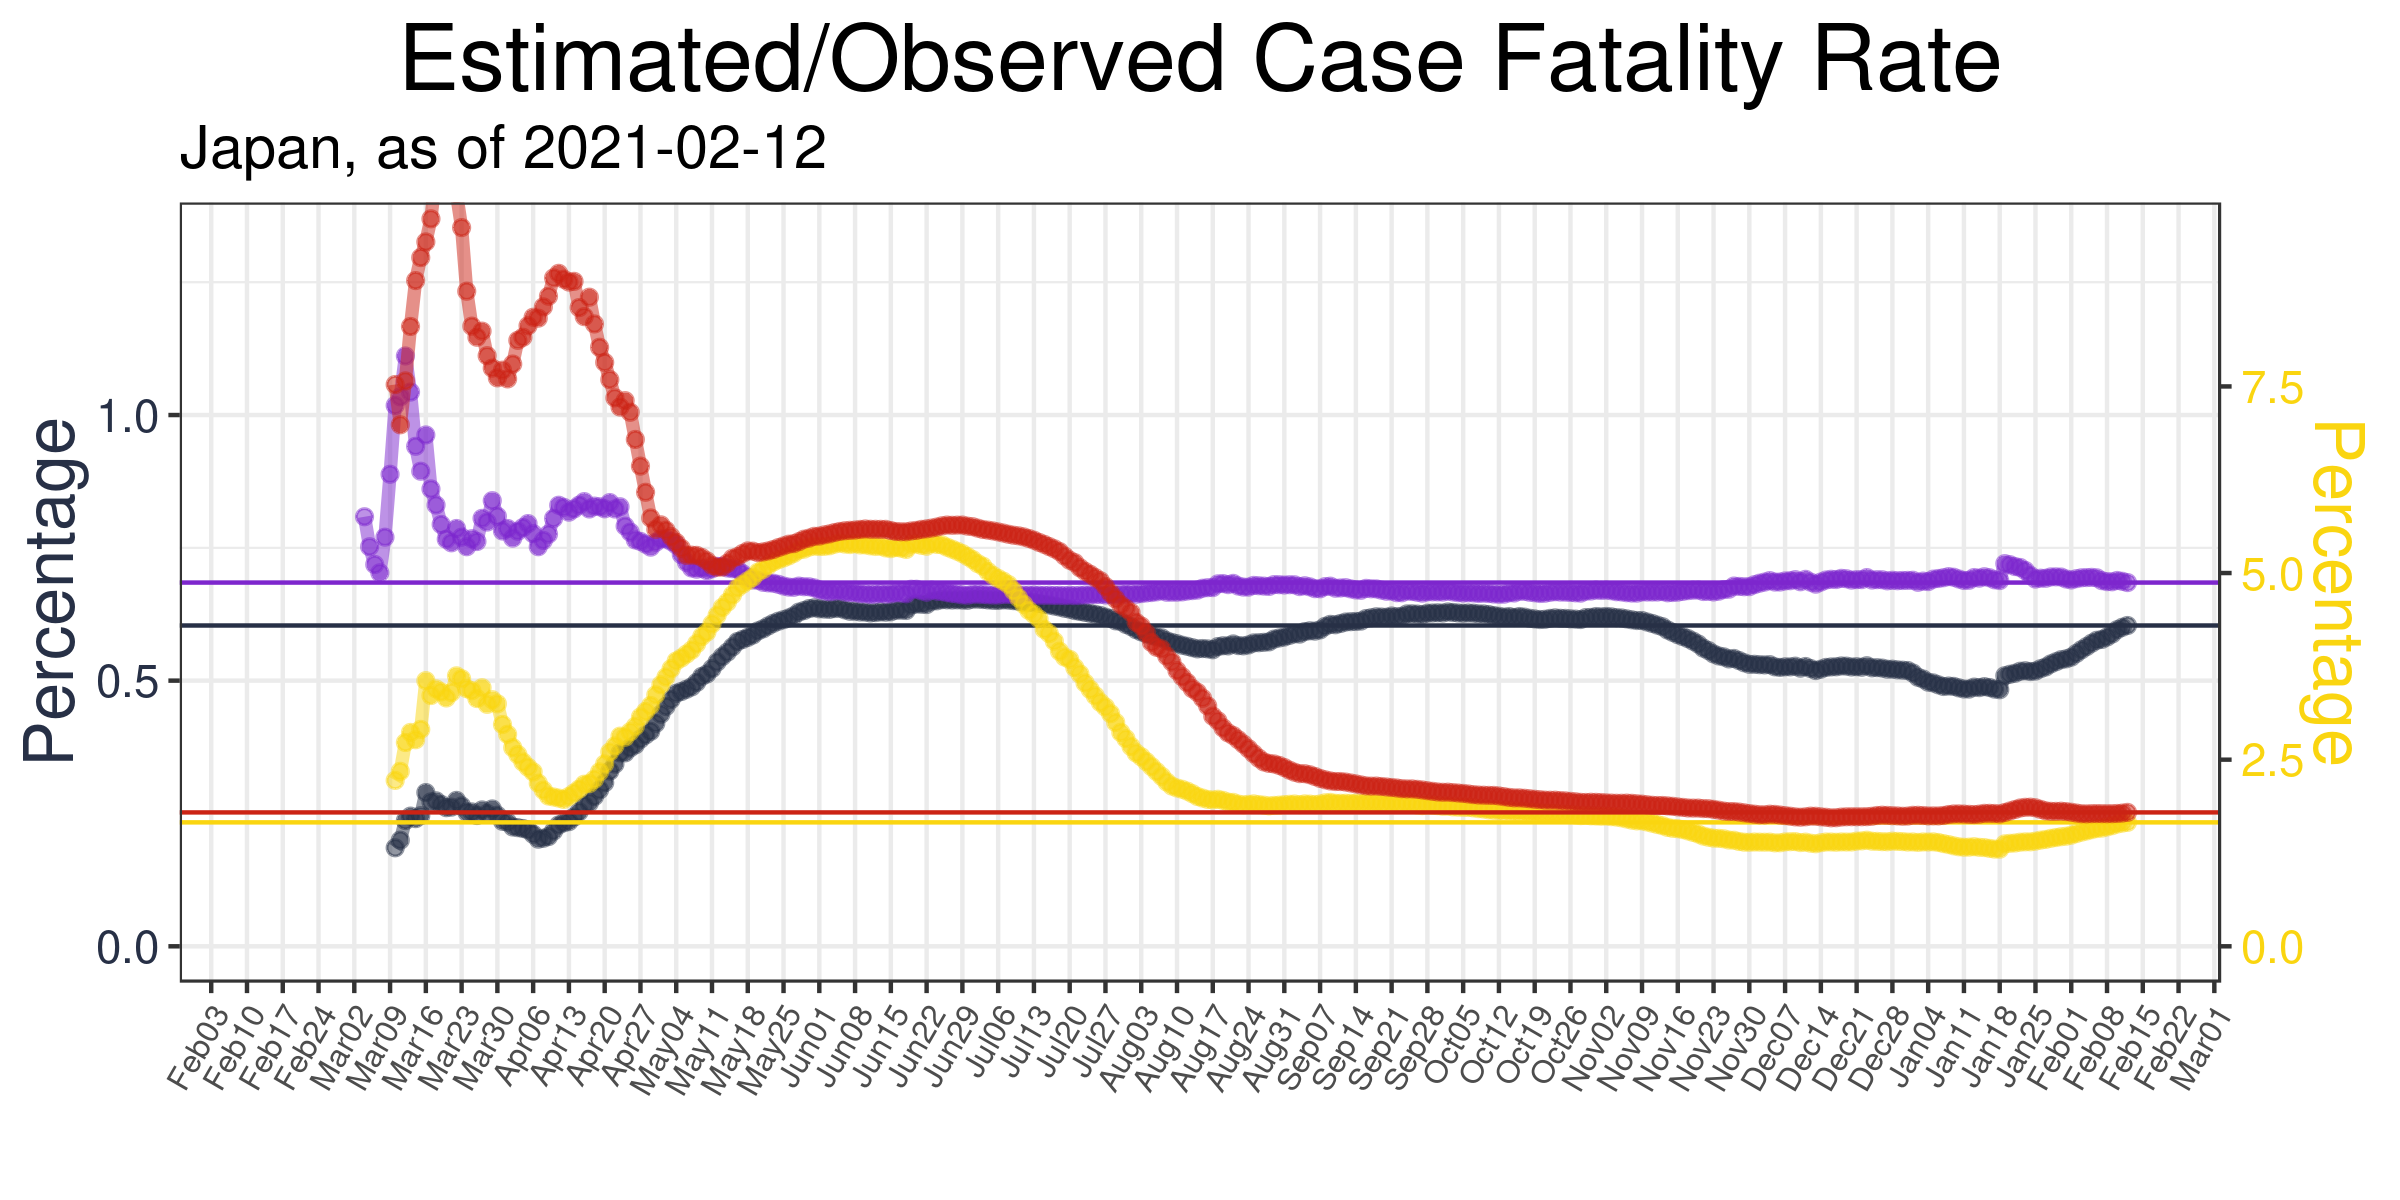 Estimated/Observed Case Fatality Rate
Japan, as of 2021-02-12
Percentage
1.0
0.5
0.0
7.5
5.0
2.5
0.0
Percentage
Feb03
Feb10
Feb17
Feb24
Mar02
Mar09
Mar16
Mar23
Mar30
Apr06
Apr13
Apr20
Apr27
May04
May11
May18
May25
Jun01
Jun08
Jun15
Jun22
Jun29
Jul06
Jul13
Jul20
Jul27
Aug03
Aug10
Aug17
Aug24
Aug31
Sep07
Sep14
Sep21
Sep28
Oct05
Oct12
Oct19
Oct26
Nov02
Nov09
Nov16
Nov23
Nov30
Dec07
Dec14
Dec21
Dec28
Jan04
Jan11
Jan18
Jan25
Feb01
Feb08
Feb15
Feb22
Mar01